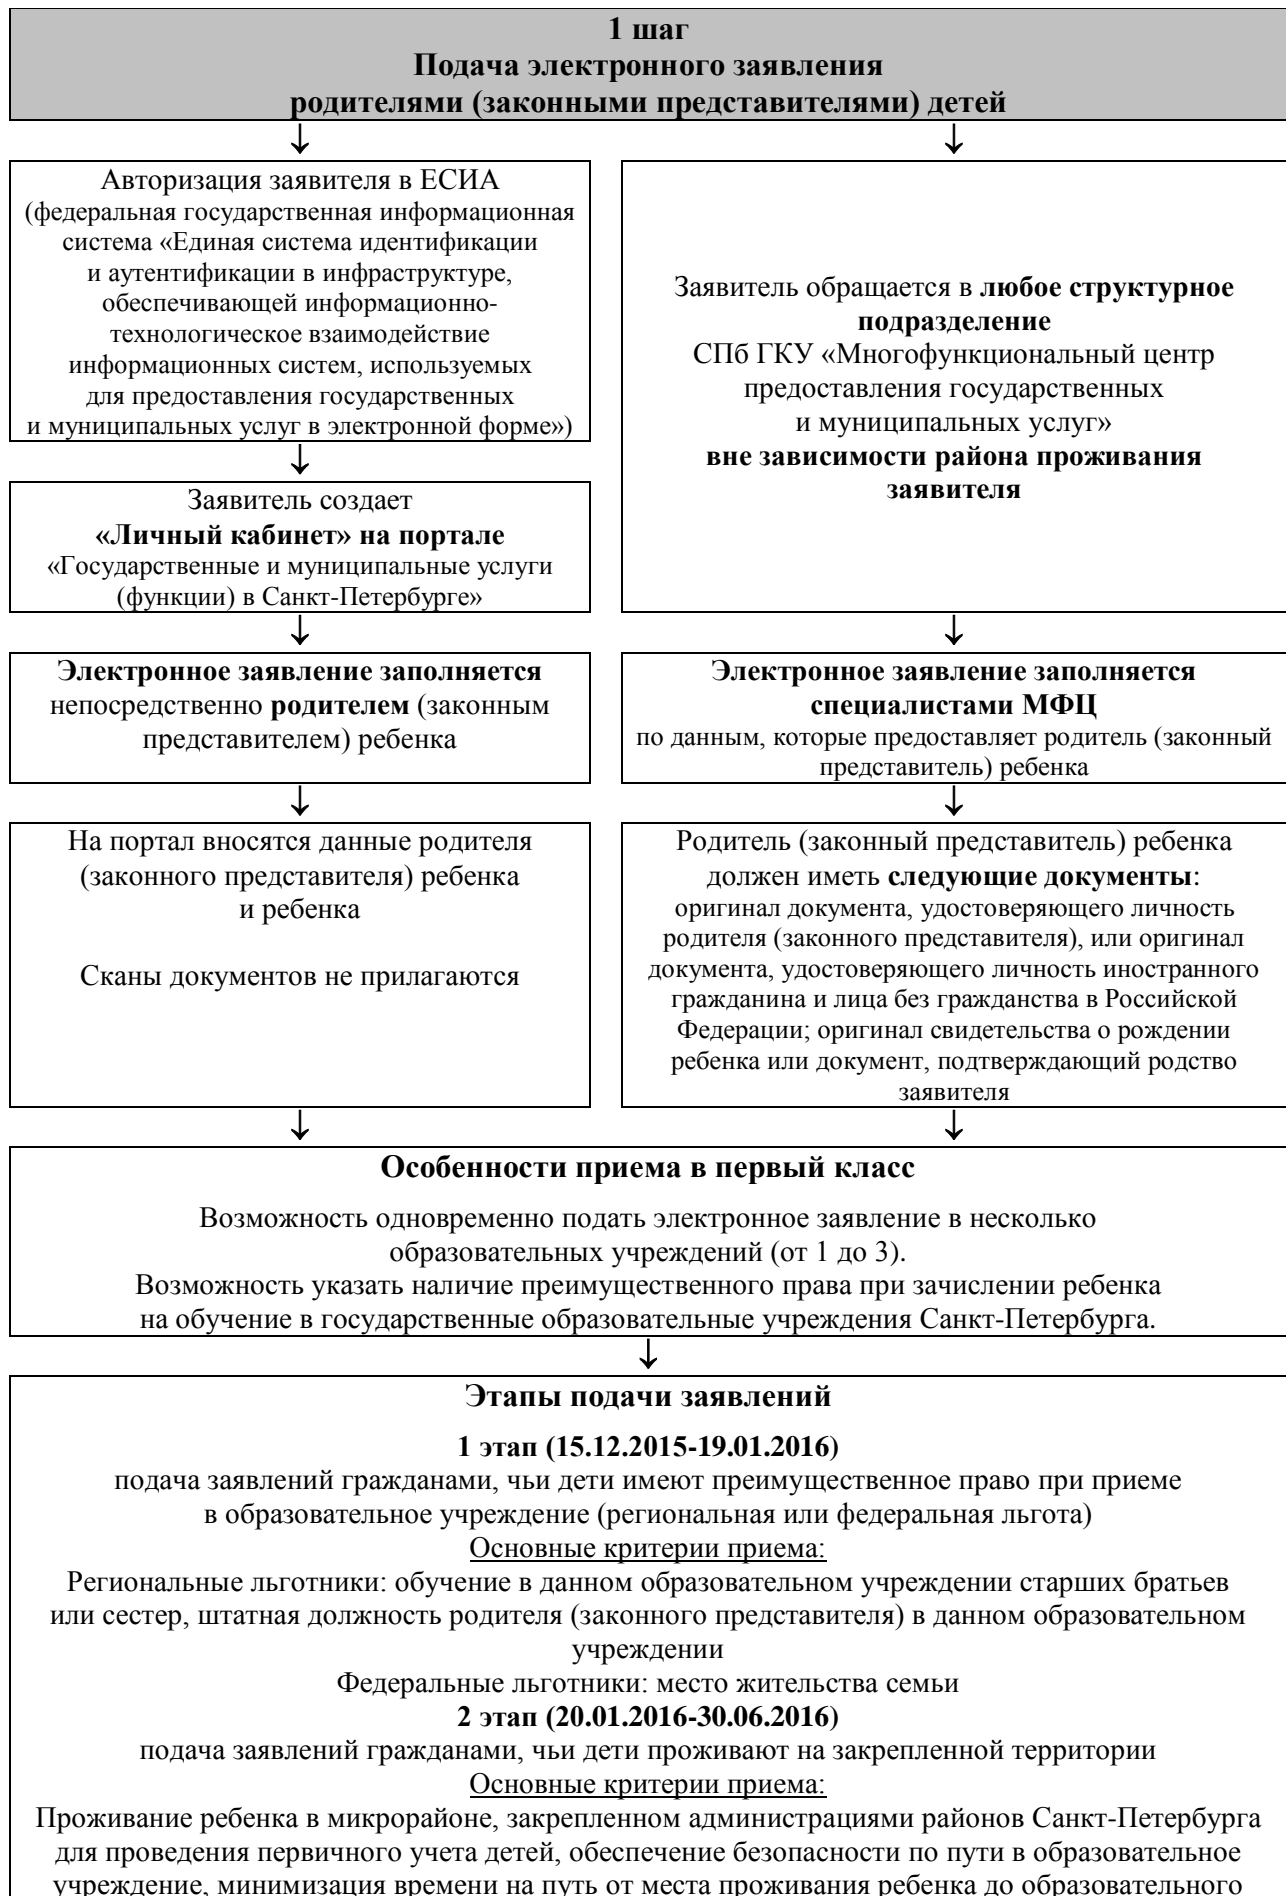 1 шаг
Подача электронного заявления
родителями (законными представителями) детей
↓
↓
Авторизация заявителя в ЕСИА
(федеральная государственная информационная
система «Единая система идентификации
и аутентификации в инфраструктуре,
обеспечивающей информационно-
технологическое взаимодействие
информационных систем, используемых
для предоставления государственных
и муниципальных услуг в электронной форме»)
↓
Заявитель создает
«Личный кабинет» на портале
«Государственные и муниципальные услуги
(функции) в Санкт-Петербурге»
Заявитель обращается в любое структурное
подразделение
СПб ГКУ «Многофункциональный центр
предоставления государственных
и муниципальных услуг»
вне зависимости района проживания
заявителя
↓
↓
Электронное заявление заполняется
непосредственно родителем (законным
представителем) ребенка
Электронное заявление заполняется
специалистами МФЦ
по данным, которые предоставляет родитель (законный
представитель) ребенка
↓
↓
На портал вносятся данные родителя
(законного представителя) ребенка
и ребенка
Сканы документов не прилагаются
Родитель (законный представитель) ребенка
должен иметь следующие документы:
оригинал документа, удостоверяющего личность
родителя (законного представителя), или оригинал
документа, удостоверяющего личность иностранного
гражданина и лица без гражданства в Российской
Федерации; оригинал свидетельства о рождении
ребенка или документ, подтверждающий родство
заявителя
↓
↓
Особенности приема в первый класс
Возможность одновременно подать электронное заявление в несколько
образовательных учреждений (от 1 до 3).
Возможность указать наличие преимущественного права при зачислении ребенка
на обучение в государственные образовательные учреждения Санкт-Петербурга.
↓
Этапы подачи заявлений
1 этап (15.12.2015-19.01.2016)
подача заявлений гражданами, чьи дети имеют преимущественное право при приеме
в образовательное учреждение (региональная или федеральная льгота)
Основные критерии приема:
Региональные льготники: обучение в данном образовательном учреждении старших братьев
или сестер, штатная должность родителя (законного представителя) в данном образовательном
учреждении
Федеральные льготники: место жительства семьи
2 этап (20.01.2016-30.06.2016)
подача заявлений гражданами, чьи дети проживают на закрепленной территории
Основные критерии приема:
Проживание ребенка в микрорайоне, закрепленном администрациями районов Санкт-Петербурга
для проведения первичного учета детей, обеспечение безопасности по пути в образовательное
учреждение, минимизация времени на путь от места проживания ребенка до образовательного